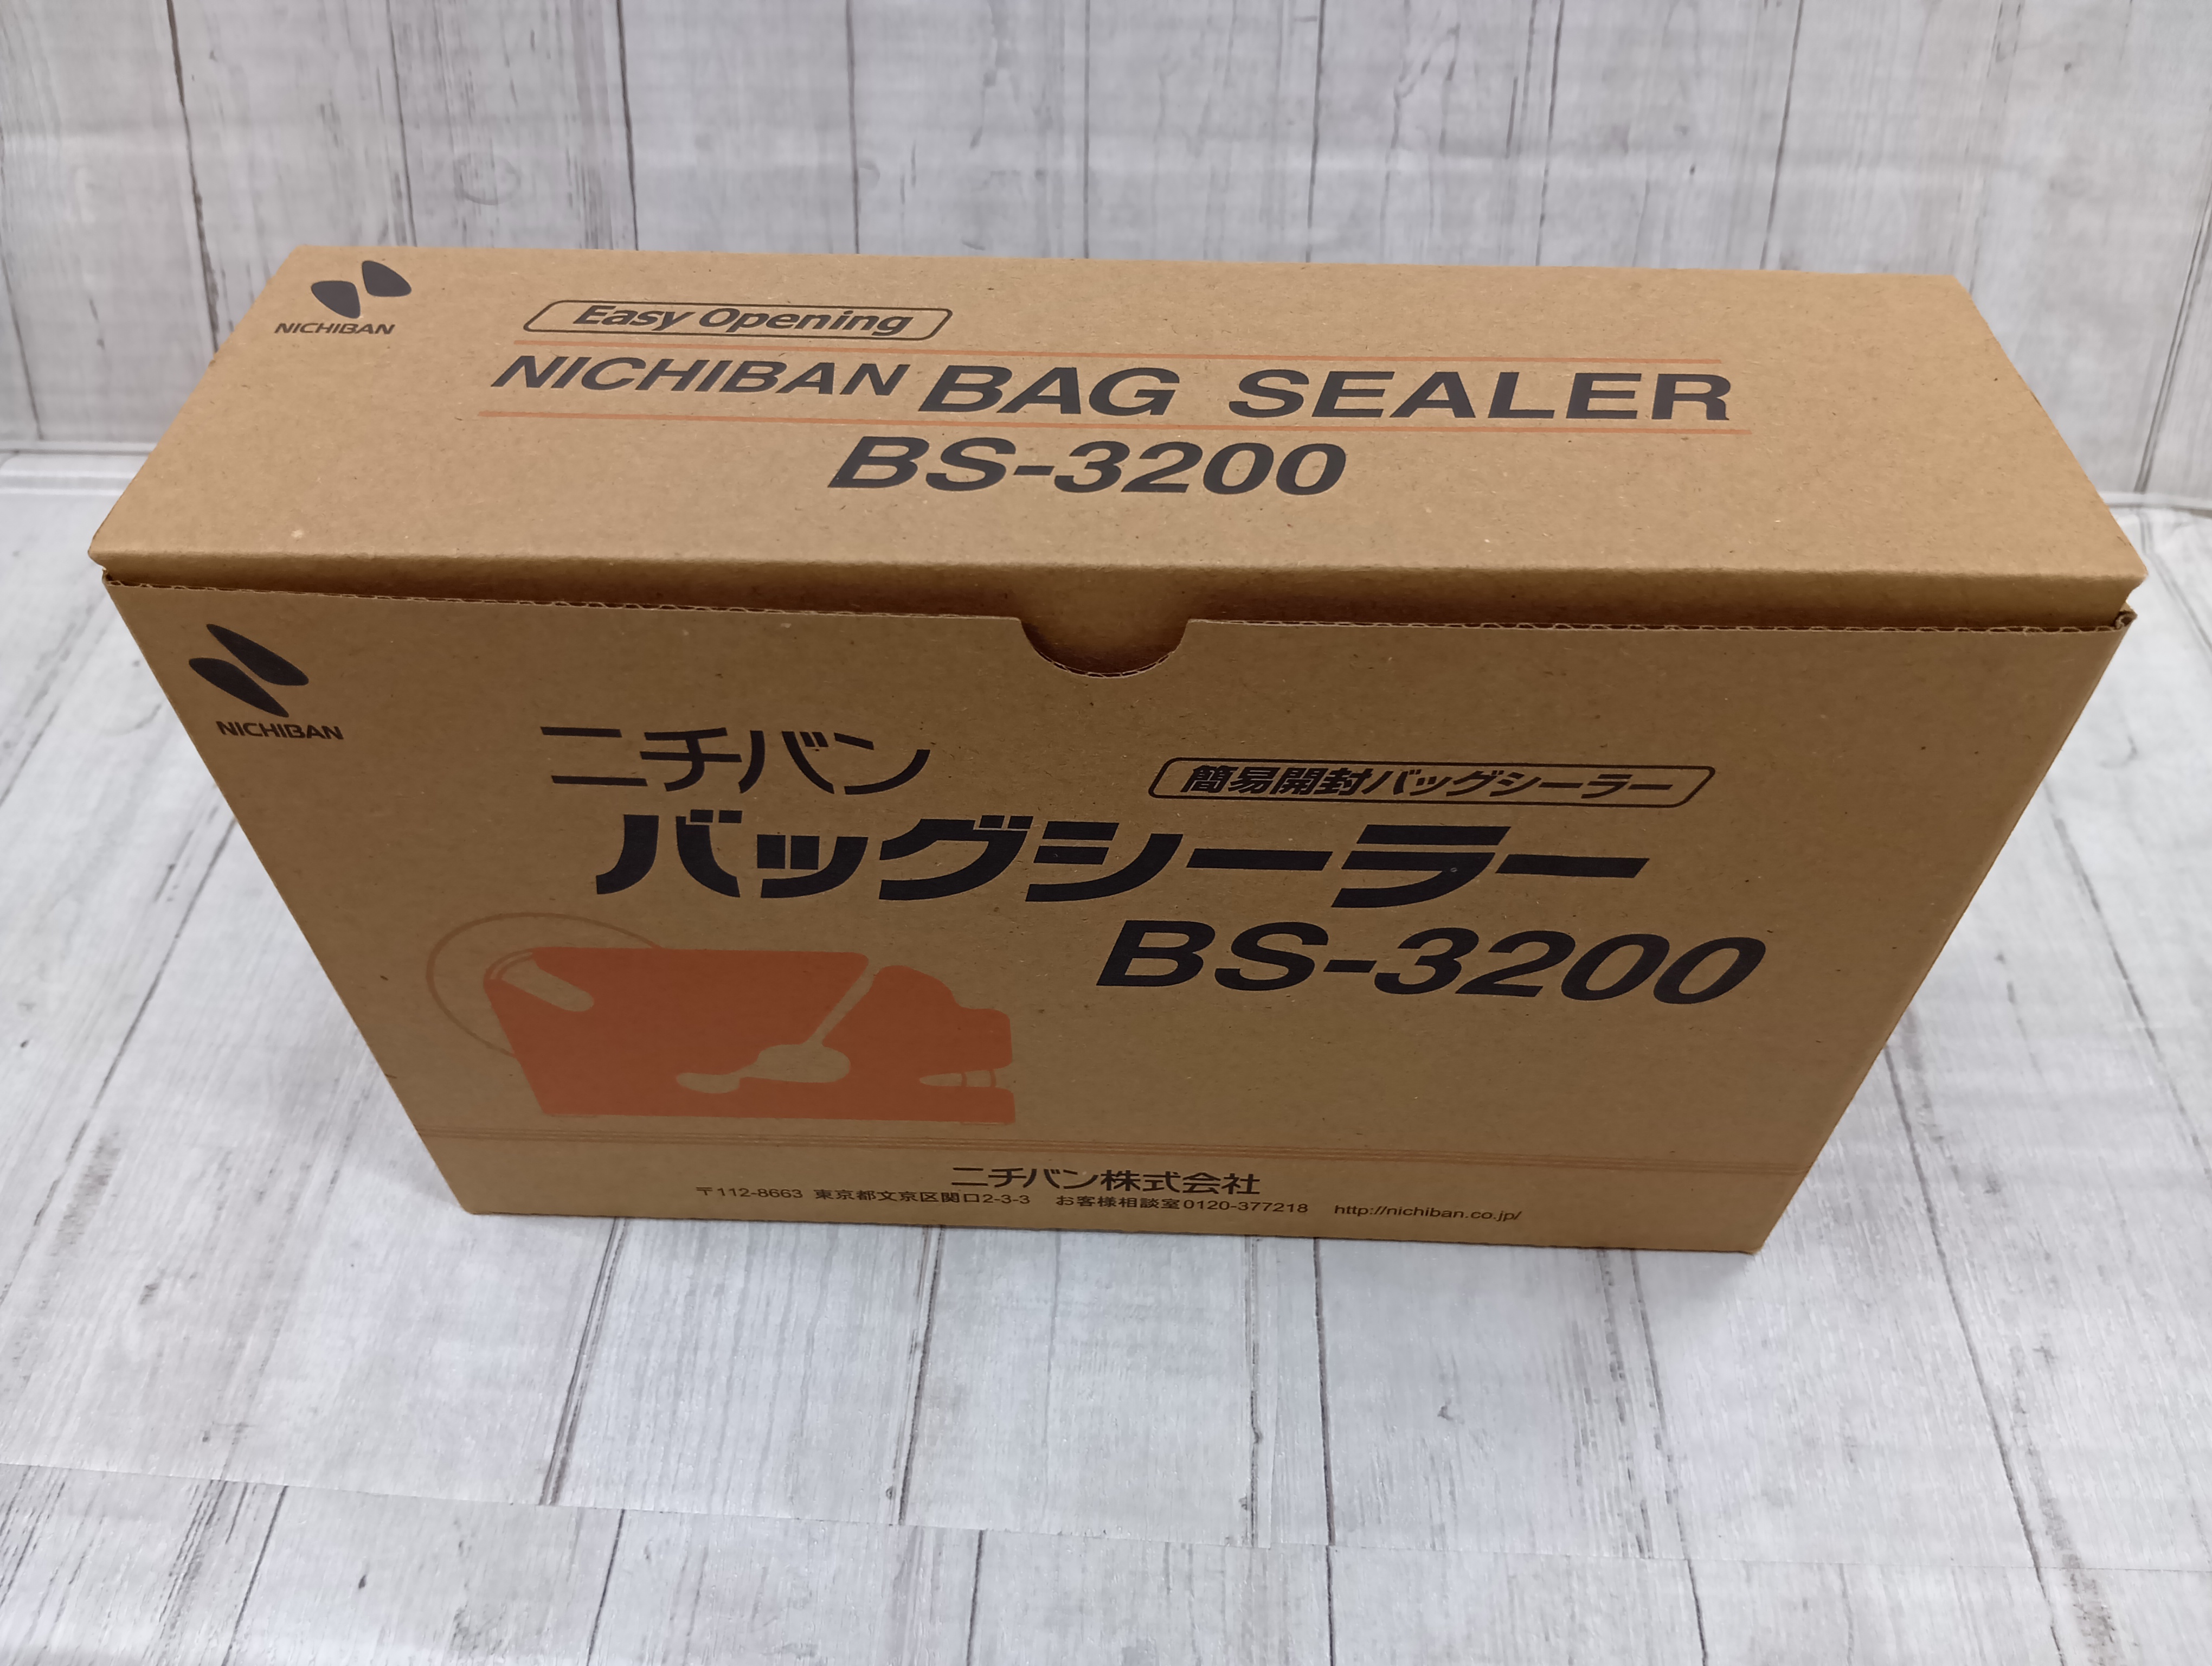 NICHIBAN
Easy Opening
NICHIBAN BAG SEALER
BS-3200
NICHIBAN
ニチバン
簡易開封バッグシーラー
バッグシーラー
BS-3200
ニチバン株式会社
〒112-8663 東京都文京区関口2-3-3 お客様相談室0120-377218 http://nichiban.co.jp/